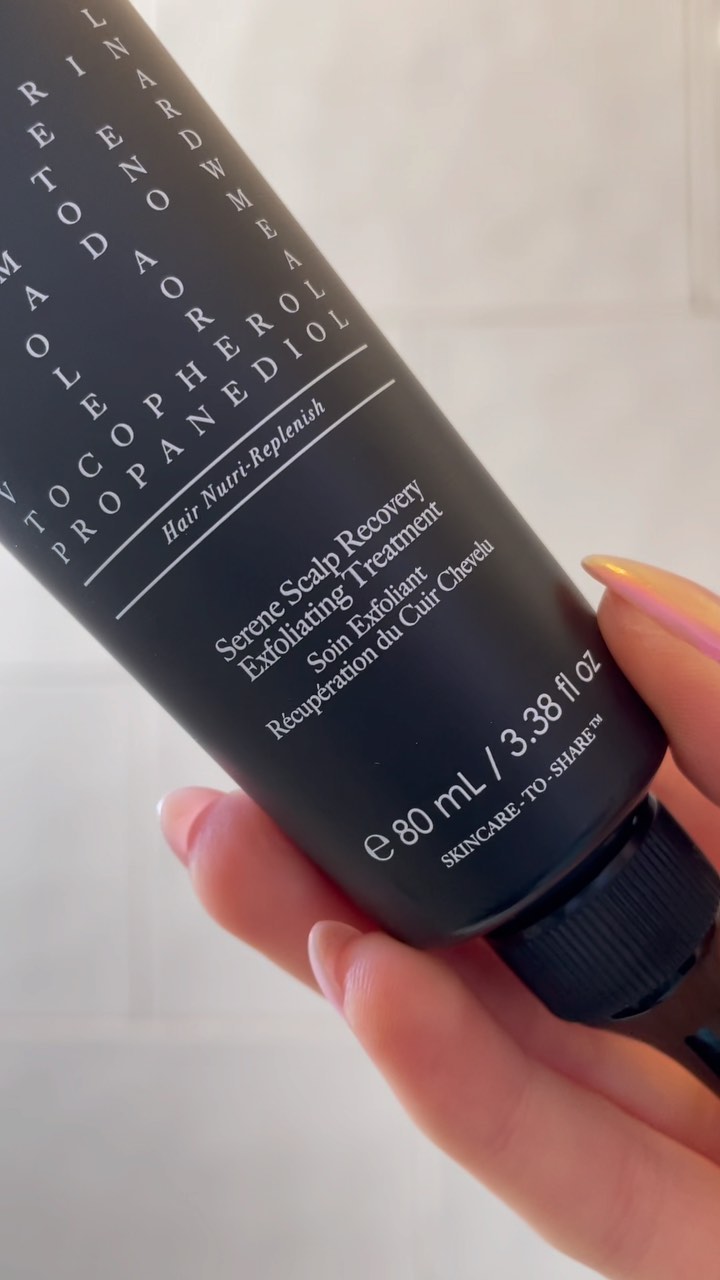 TOCOPHEROL
PROPANEDIOL
Hair Nutri-Replenish
Serene Scalp Recovery
Exfoliating Treatment
Soin Exfoliant
Récupération du Cuir Chevelu
℮ 80 mL / 3.38 fl oz
SKINCARE-TO-SHARE™